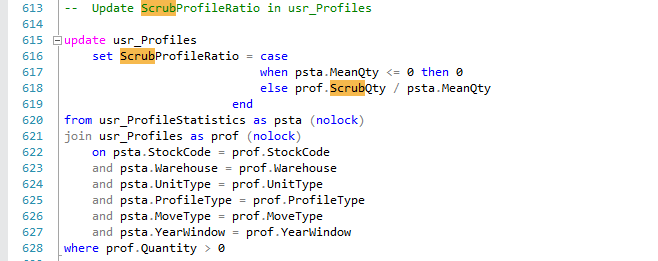 613 -- Update ScrubProfileRatio in usr_Profiles
614
615 update usr_Profiles
616 set ScrubProfileRatio = case
617 when psta.MeanQty <= 0 then 0
618 else prof.ScrubQty / psta.MeanQty
619 end
620 from usr_ProfileStatistics as psta (nolock)
621 join usr_Profiles as prof (nolock)
622 on psta.StockCode = prof.StockCode
623 and psta.Warehouse = prof.Warehouse
624 and psta.UnitType = prof.UnitType
625 and psta.ProfileType = prof.ProfileType
626 and psta.MoveType = prof.MoveType
627 and psta.YearWindow = prof.YearWindow
628 where prof.Quantity > 0